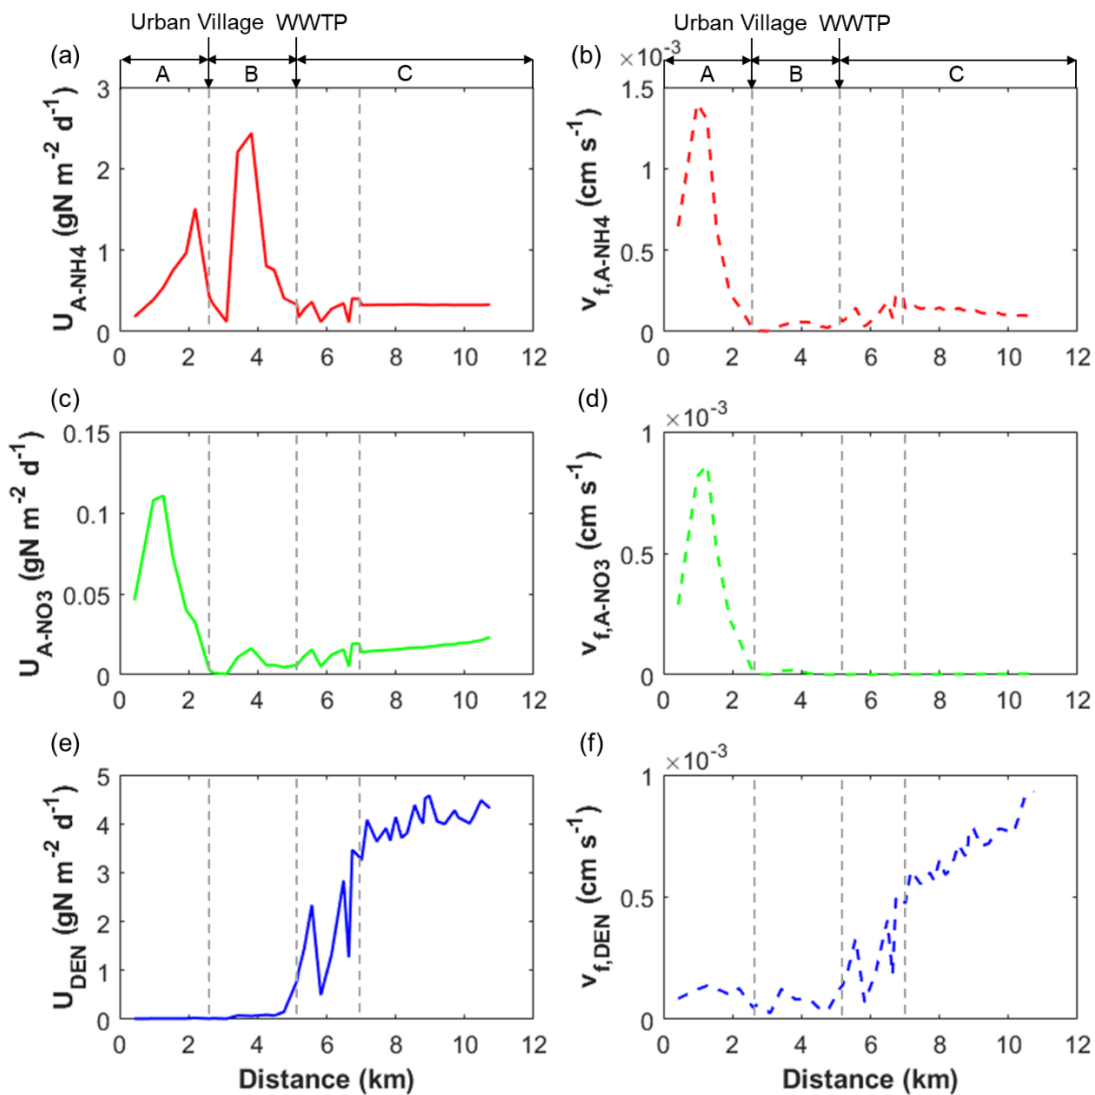 Urban Village WWTP
Urban Village WWTP
(a)
A B C
3
2
1
0
0 2 4 6 8 10 12
U_A-NH4 (gN m^-2 d^-1)
(b)
×10^-3
A B C
1.5
1
0.5
0
0 2 4 6 8 10 12
v_f,A-NH4 (cm s^-1)
(c)
0.15
0.1
0.05
0
0 2 4 6 8 10 12
U_A-NO3 (gN m^-2 d^-1)
(d)
×10^-3
1
0.5
0
0 2 4 6 8 10 12
v_f,A-NO3 (cm s^-1)
(e)
5
4
3
2
1
0
0 2 4 6 8 10 12
U_DEN (gN m^-2 d^-1)
Distance (km)
(f)
×10^-3
1
0.5
0
0 2 4 6 8 10 12
v_f,DEN (cm s^-1)
Distance (km)